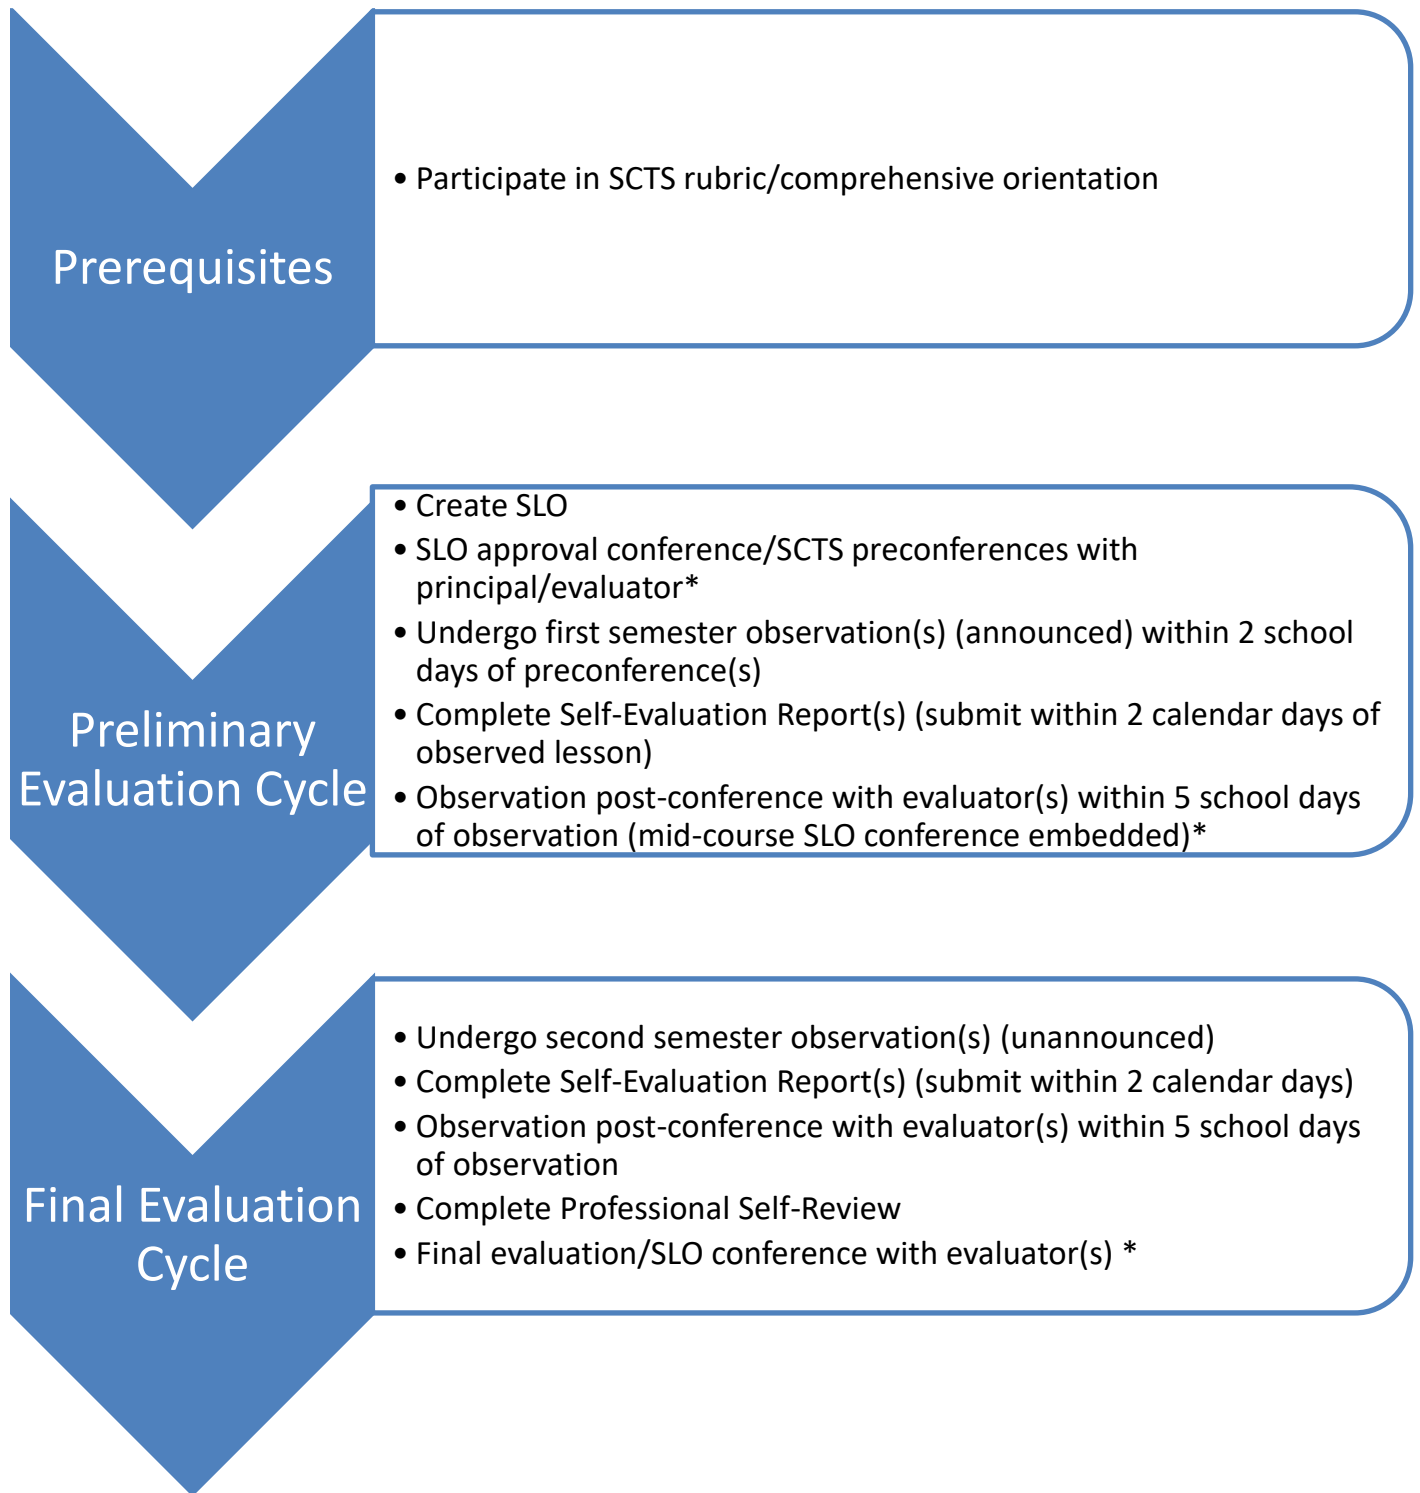 Prerequisites
• Participate in SCTS rubric/comprehensive orientation
Preliminary
Evaluation Cycle
• Create SLO
• SLO approval conference/SCTS preconferences with
principal/evaluator*
• Undergo first semester observation(s) (announced) within 2 school
days of preconference(s)
• Complete Self-Evaluation Report(s) (submit within 2 calendar days of
observed lesson)
• Observation post-conference with evaluator(s) within 5 school days
of observation (mid-course SLO conference embedded)*
Final Evaluation
Cycle
• Undergo second semester observation(s) (unannounced)
• Complete Self-Evaluation Report(s) (submit within 2 calendar days)
• Observation post-conference with evaluator(s) within 5 school days
of observation
• Complete Professional Self-Review
• Final evaluation/SLO conference with evaluator(s) *